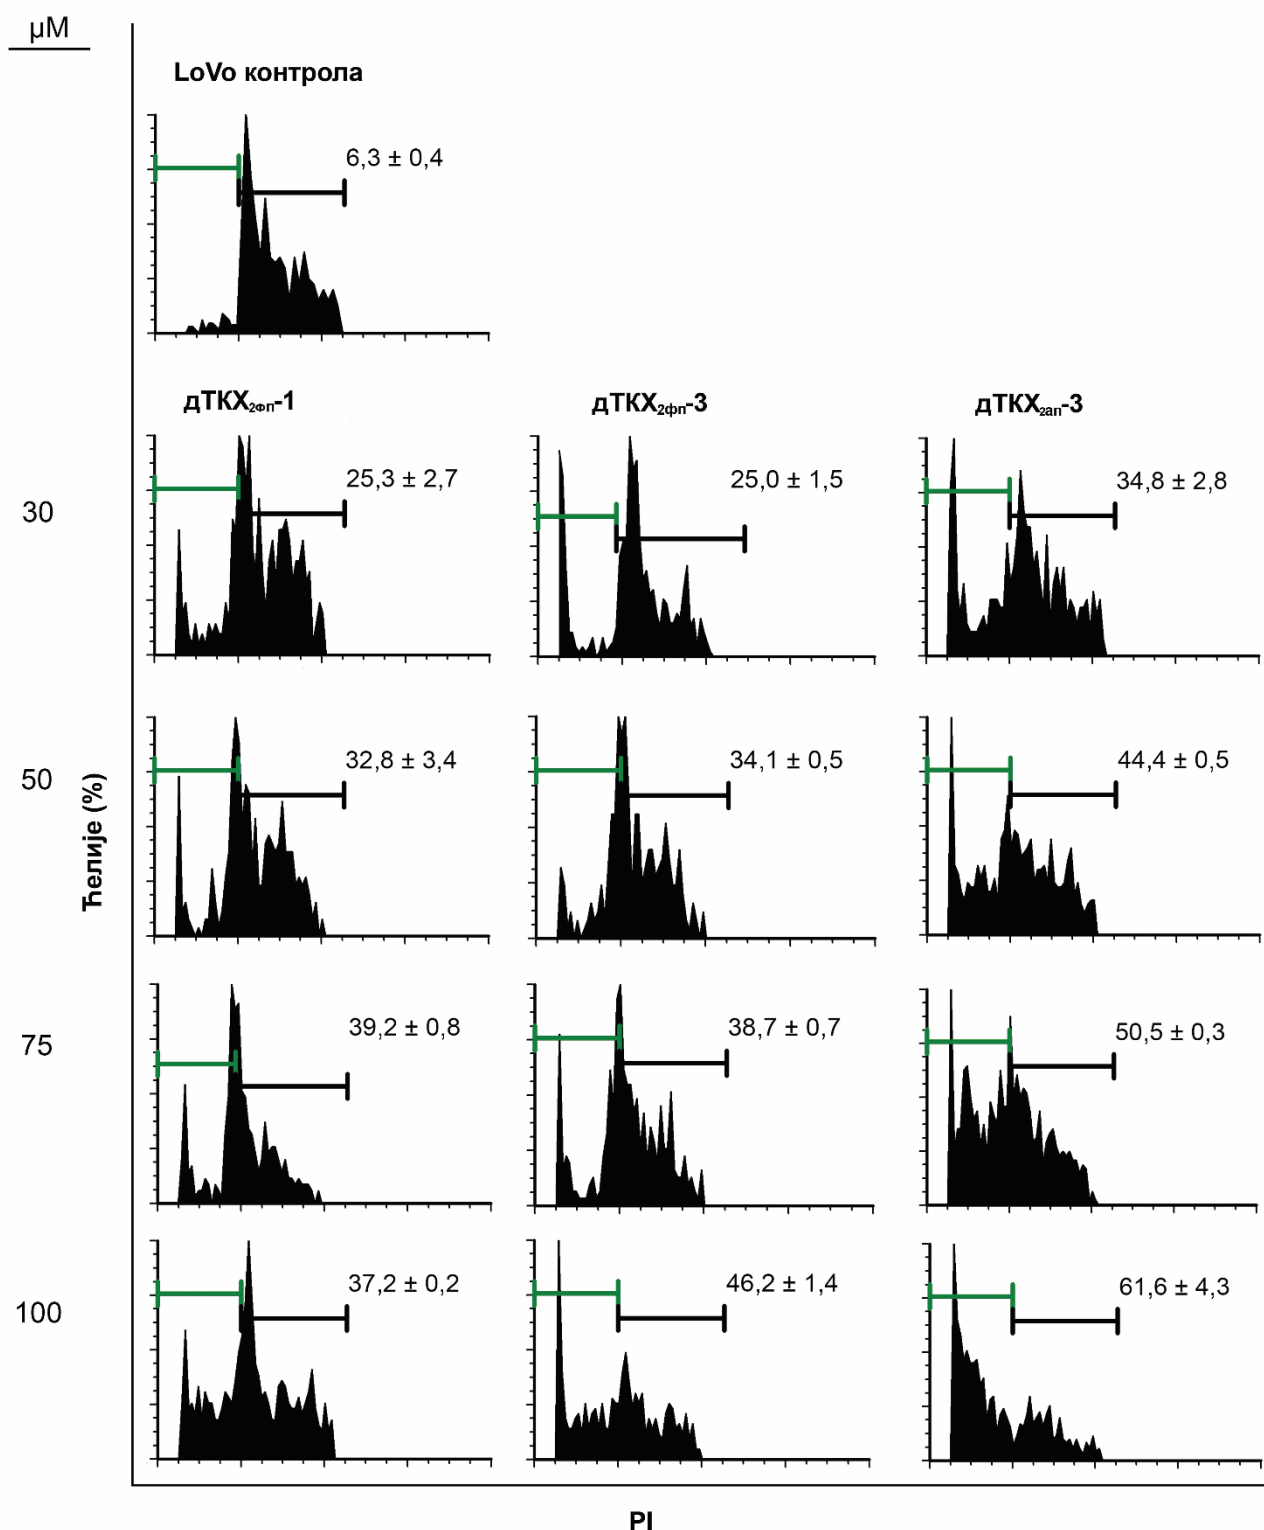 µM
LoVo контрола
6,3 ± 0,4
дТКХ2фп-1
дТКХ2фп-3
дТКХ2ап-3
30
25,3 ± 2,7
25,0 ± 1,5
34,8 ± 2,8
50
32,8 ± 3,4
34,1 ± 0,5
44,4 ± 0,5
Ћелије (%)
75
39,2 ± 0,8
38,7 ± 0,7
50,5 ± 0,3
100
37,2 ± 0,2
46,2 ± 1,4
61,6 ± 4,3
PI